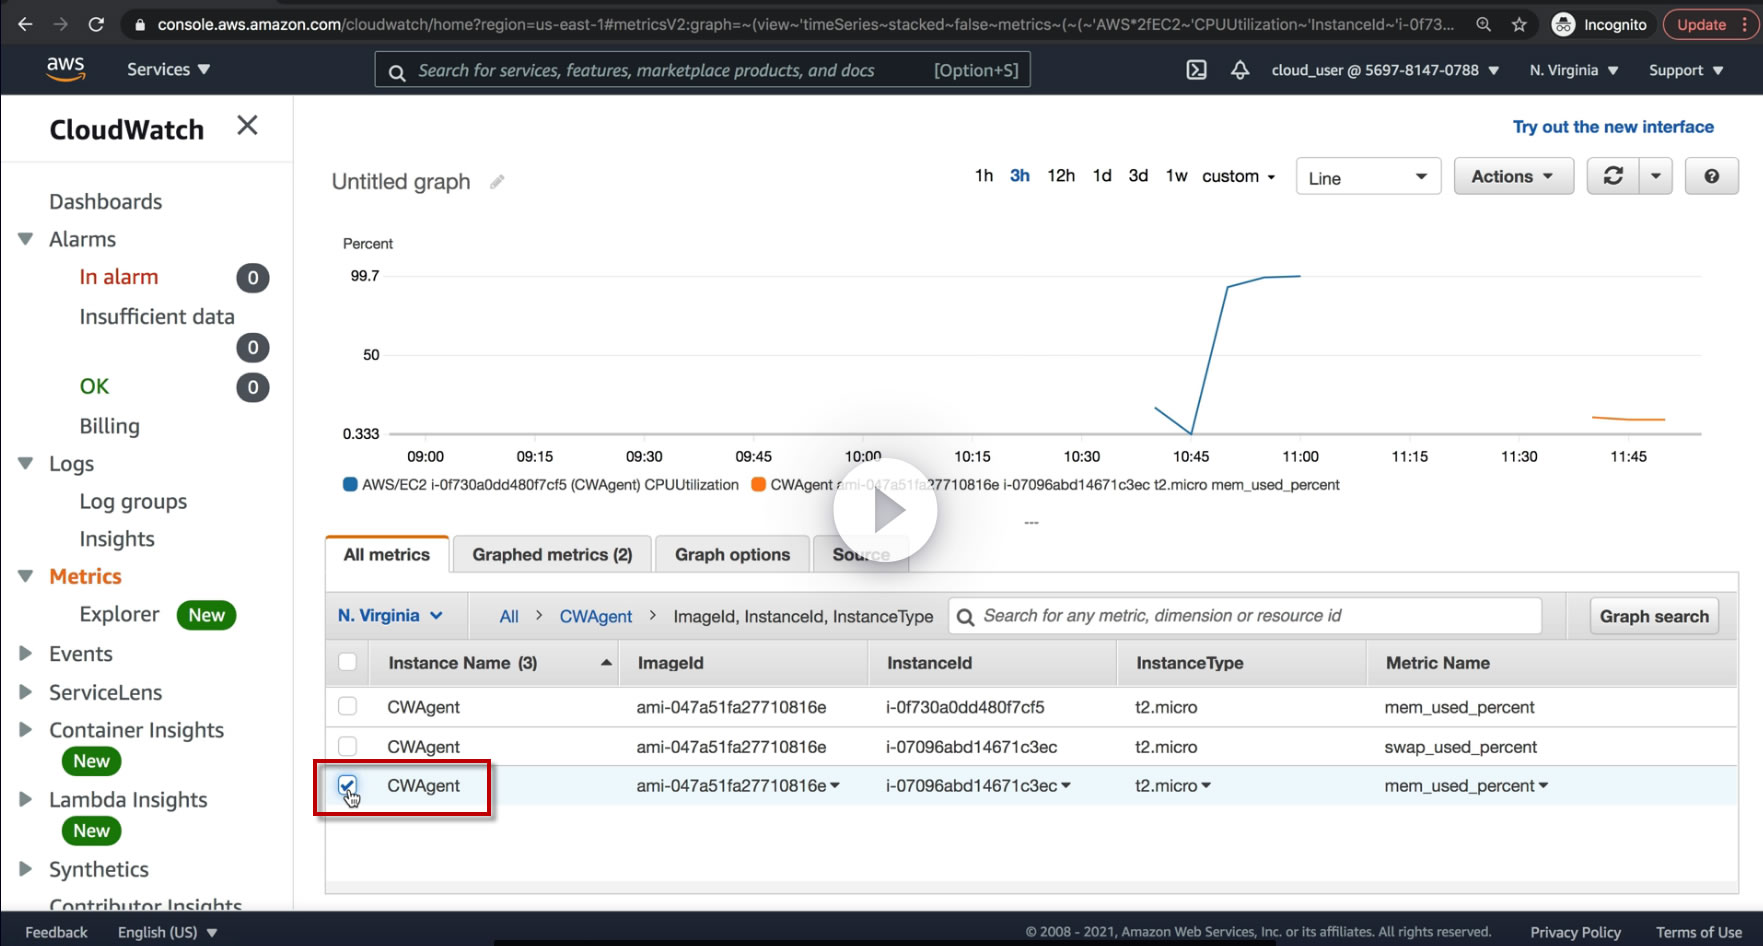 console.aws.amazon.com/cloudwatch/home?region=us-east-1#metricsV2:graph=~(view~'timeSeries~stacked~false~metrics~(~(~'AWS*2fEC2~'CPUUtilization~'InstanceId~'i-0f73...
Incognito
Update
aws
Services
Search for services, features, marketplace products, and docs
[Option+S]
cloud_user @ 5697-8147-0788
N. Virginia
Support
CloudWatch
Dashboards
Alarms
In alarm
0
Insufficient data
0
OK
0
Billing
Logs
Log groups
Insights
Metrics
Explorer
New
Events
ServiceLens
Container Insights
New
Lambda Insights
New
Synthetics
Contributor Insights
Try out the new interface
Untitled graph
1h 3h 12h 1d 3d 1w custom
Line
Actions
Percent
99.7
50
0.333
09:00 09:15 09:30 09:45 10:00 10:15 10:30 10:45 11:00 11:15 11:30 11:45
AWS/EC2 i-0f730a0dd480f7cf5 (CWAgent) CPUUtilization
CWAgent ami-047a51fa27710816e i-07096abd14671c3ec t2.micro mem_used_percent
All metrics
Graphed metrics (2)
Graph options
Source
N. Virginia
All > CWAgent > ImageId, InstanceId, InstanceType
Search for any metric, dimension or resource id
Graph search
Instance Name (3) ImageId InstanceId InstanceType Metric Name
CWAgent ami-047a51fa27710816e i-0f730a0dd480f7cf5 t2.micro mem_used_percent
CWAgent ami-047a51fa27710816e i-07096abd14671c3ec t2.micro swap_used_percent
CWAgent ami-047a51fa27710816e i-07096abd14671c3ec t2.micro mem_used_percent
Feedback
English (US)
© 2008 - 2021, Amazon Web Services, Inc. or its affiliates. All rights reserved.
Privacy Policy
Terms of Use